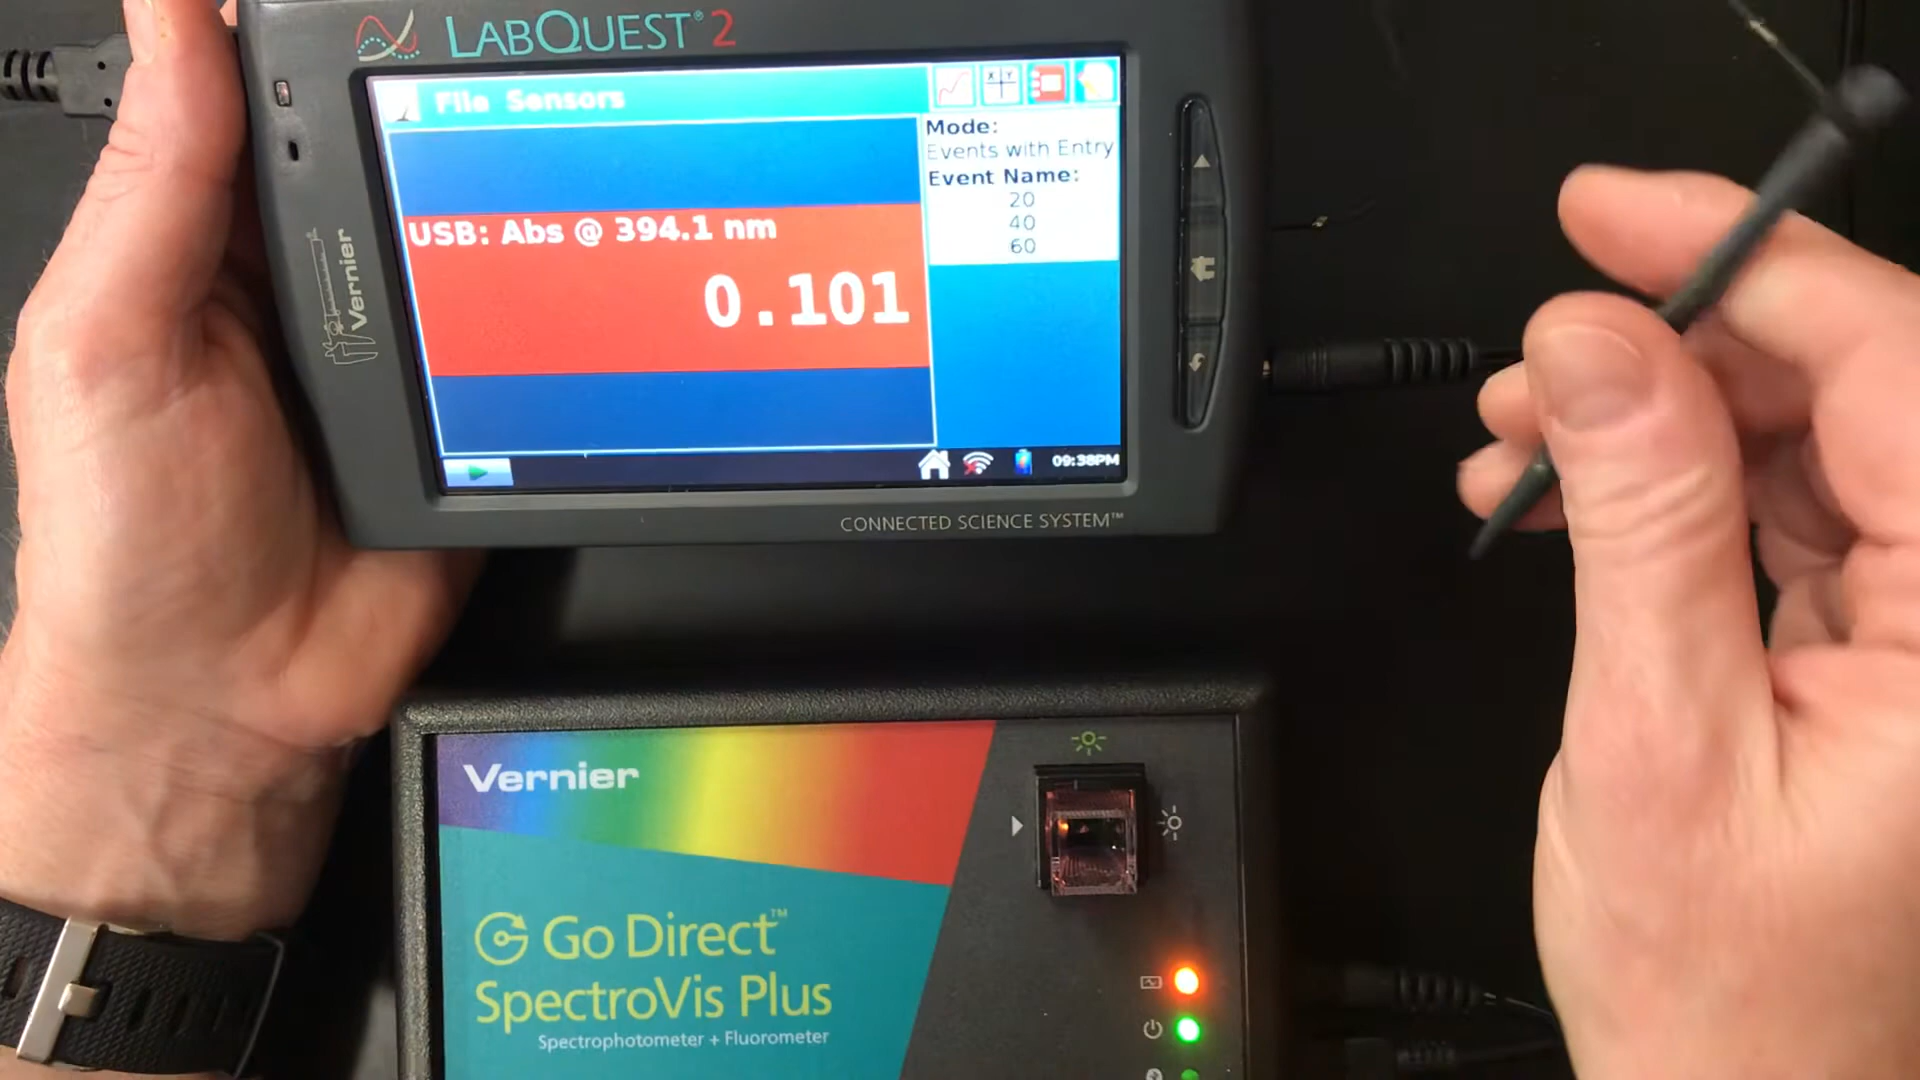 LABQUEST® 2
File Sensors
X Y
Mode:
Events with Entry
Event Name:
20
40
60
USB: Abs @ 394.1 nm
0.101
09:38PM
Vernier
CONNECTED SCIENCE SYSTEM™
Vernier
Go Direct™
SpectroVis Plus
Spectrophotometer + Fluorometer